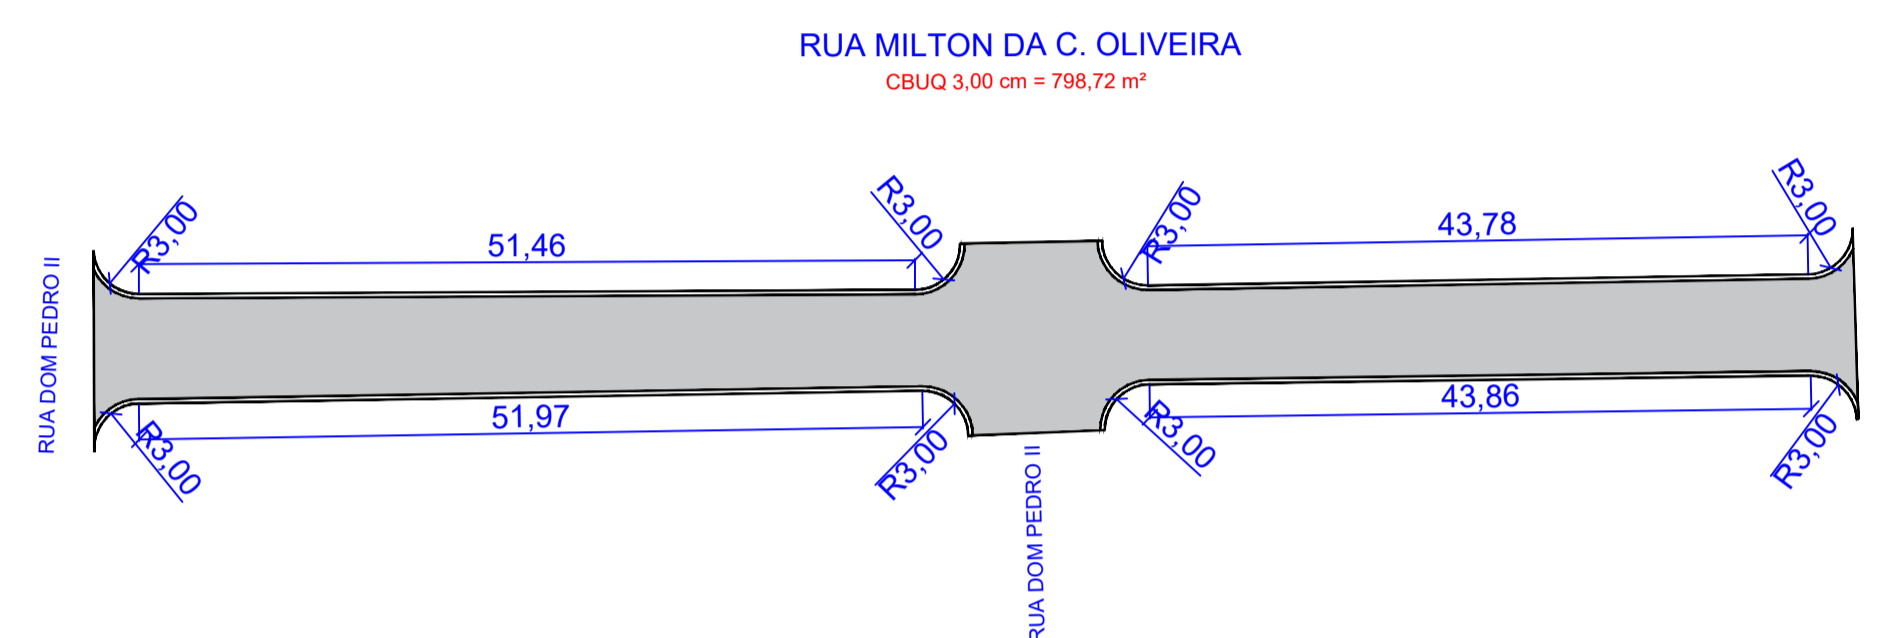 RUA MILTON DA C. OLIVEIRA
CBUQ 3,00 cm = 798,72 m²
R3,00
51,46
R3,00
R3,00
43,78
R3,00
RUA DOM PEDRO II
R3,00
51,97
R3,00
R3,00
43,86
R3,00
RUA DOM PEDRO II